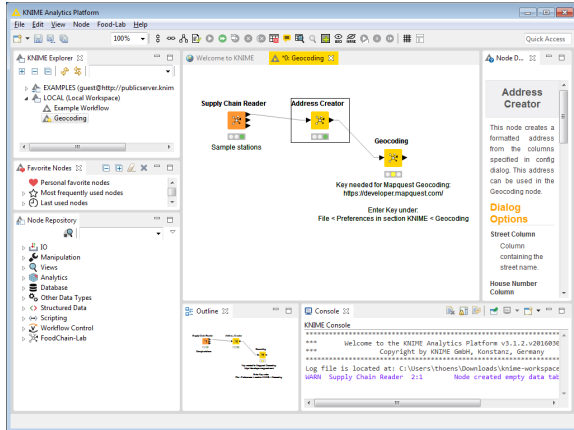 KNIME Analytics Platform
File Edit View Node Food-Lab Help
100%
Quick Access
KNIME Explorer
EXAMPLES (guest@http://publicserver.knim
LOCAL (Local Workspace)
Example Workflow
Geocoding
Favorite Nodes
Personal favorite nodes
Most frequently used nodes
Last used nodes
Node Repository
IO
Manipulation
Views
Analytics
Database
Other Data Types
Structured Data
Scripting
Workflow Control
FoodChain-Lab
Welcome to KNIME
*0: Geocoding
Supply Chain Reader
Address Creator
Sample stations
Geocoding
Key needed for Mapquest Geocoding:
https://developer.mapquest.com/
Enter Key under:
File < Preferences in section KNIME < Geocoding
Node D...
Address
Creator
This node creates a
formatted address
from the columns
specified in config
dialog. This address
can be used in the
Geocoding node.
Dialog
Options
Street Column
Column
containing the
street name.
House Number
Column
Outline
Console
KNIME Console
*** Welcome to the KNIME Analytics Platform v3.1.2.v2016030
*** Copyright by KNIME GmbH, Konstanz, Germany
Log file is located at: C:\Users\thoens\Downloads\knime-workspace
WARN Supply Chain Reader 2:1 Node created empty data tab